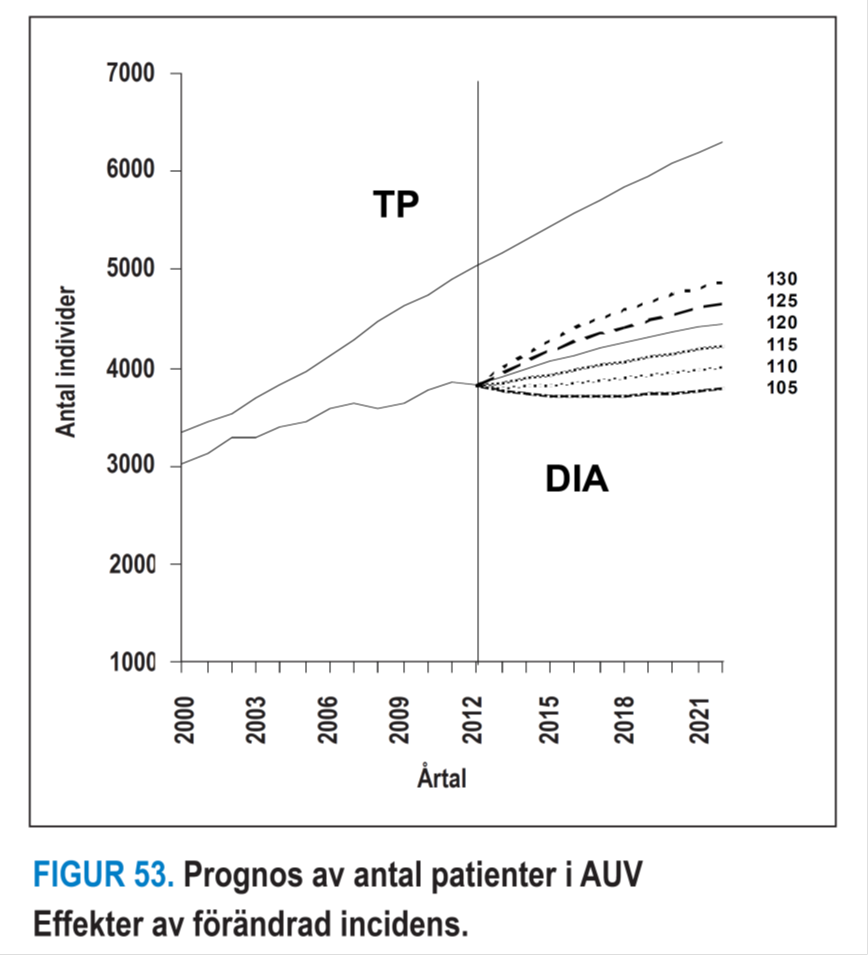 7000
6000
TP
5000
130
125
120
4000
115
110
105
Antal individer
3000
DIA
2000
1000
2000 2003 2006 2009 2012 2015 2018 2021
Årtal
FIGUR 53. Prognos av antal patienter i AUV
Effekter av förändrad incidens.